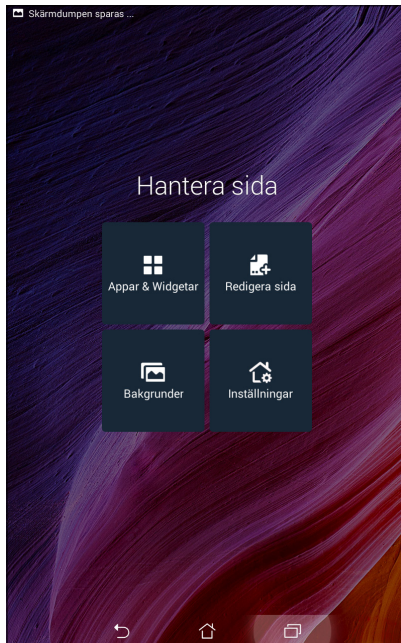 Skärmdumpen sparas ...
Hantera sida
Appar & Widgetar
Redigera sida
Bakgrunder
Inställningar